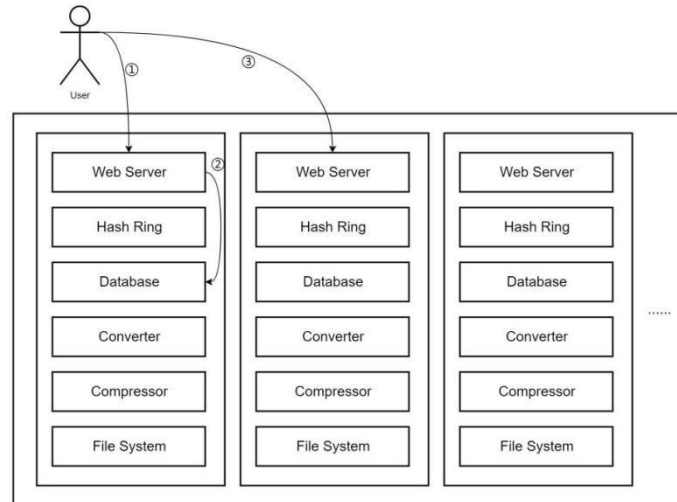 User
①
③
②
Web Server
Hash Ring
Database
Converter
Compressor
File System
Web Server
Hash Ring
Database
Converter
Compressor
File System
Web Server
Hash Ring
Database
Converter
Compressor
File System
......